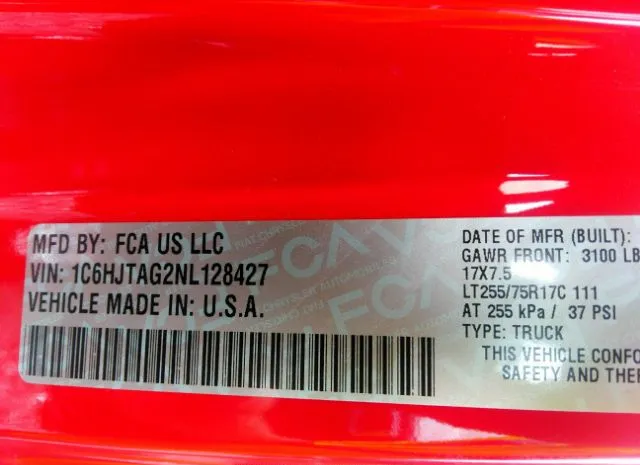 MFD BY: FCA US LLC
VIN: 1C6HJTAG2NL128427
VEHICLE MADE IN: U.S.A.
DATE OF MFR (BUILT):
GAWR FRONT: 3100 LB
17X7.5
LT255/75R17C 111
AT 255 kPa / 37 PSI
TYPE: TRUCK
THIS VEHICLE CONFO
SAFETY AND THEF